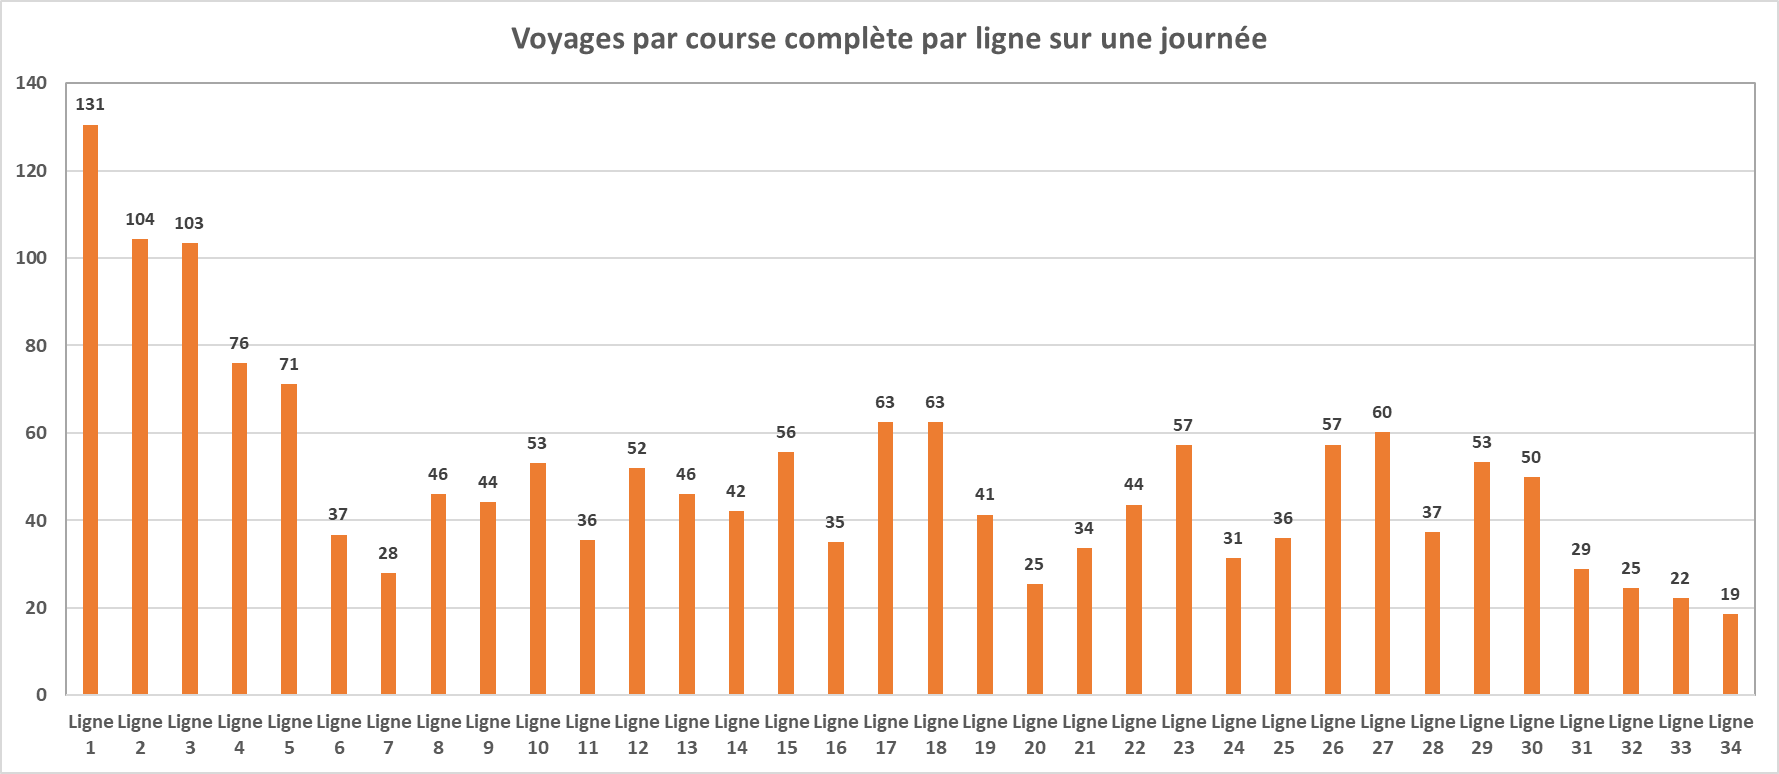 Voyages par course complète par ligne sur une journée
140
120
100
80
60
40
20
0
131
104
103
76
71
37
28
46
44
53
36
52
46
42
56
35
63
63
41
25
34
44
57
31
36
57
60
37
53
50
29
25
22
19
Ligne 1
Ligne 2
Ligne 3
Ligne 4
Ligne 5
Ligne 6
Ligne 7
Ligne 8
Ligne 9
Ligne 10
Ligne 11
Ligne 12
Ligne 13
Ligne 14
Ligne 15
Ligne 16
Ligne 17
Ligne 18
Ligne 19
Ligne 20
Ligne 21
Ligne 22
Ligne 23
Ligne 24
Ligne 25
Ligne 26
Ligne 27
Ligne 28
Ligne 29
Ligne 30
Ligne 31
Ligne 32
Ligne 33
Ligne 34